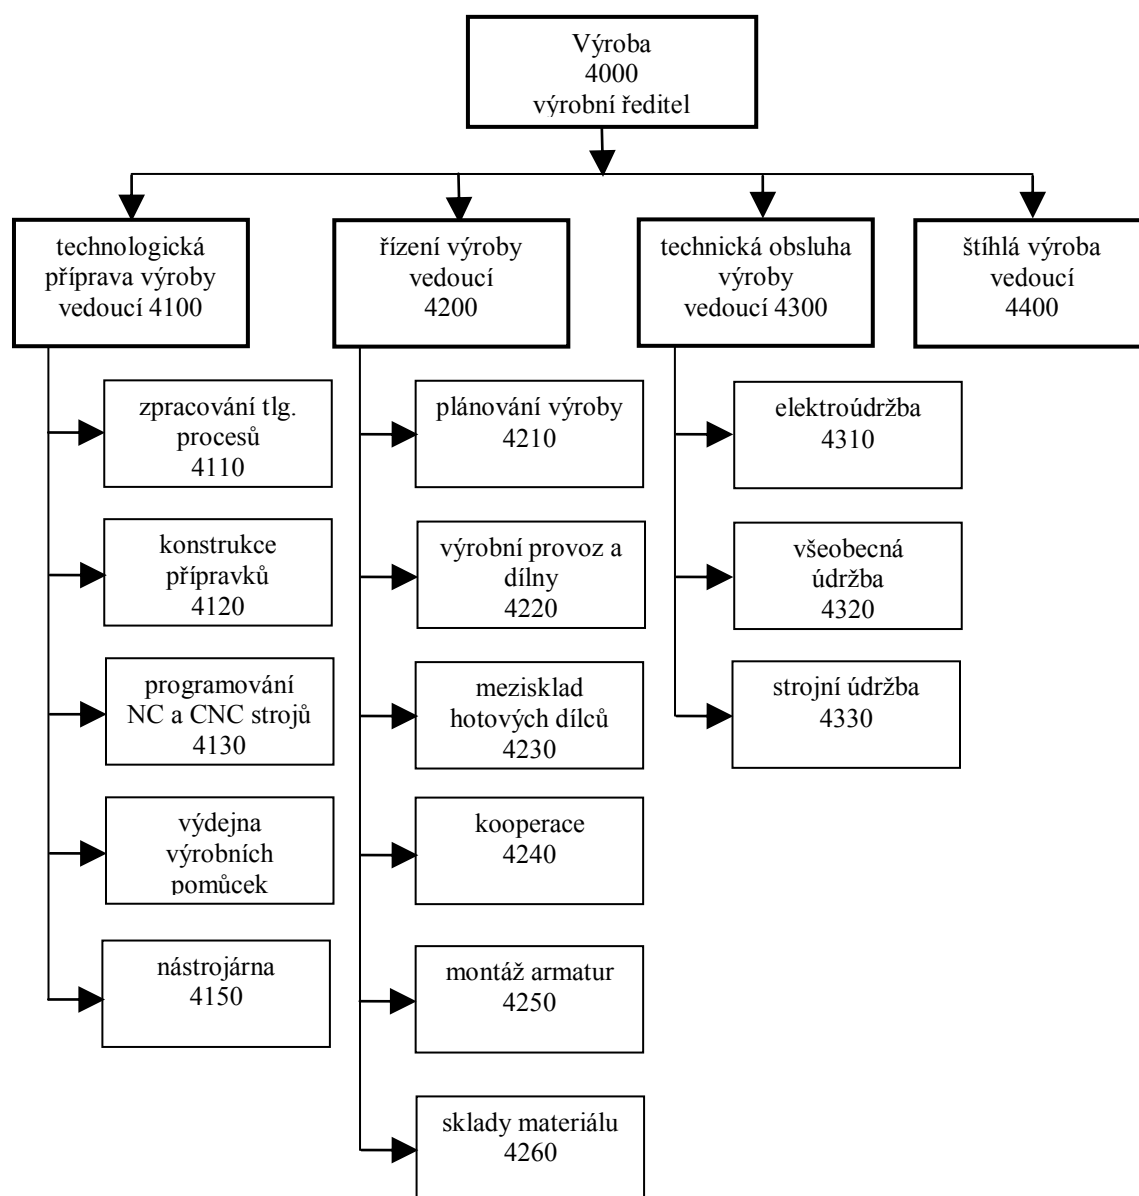 Výroba
4000
výrobní ředitel
technologická
příprava výroby
vedoucí 4100
řízení výroby
vedoucí
4200
technická obsluha
výroby
vedoucí 4300
štíhlá výroba
vedoucí
4400
zpracování tlg.
procesů
4110
konstrukce
přípravků
4120
programování
NC a CNC strojů
4130
výdejna
výrobních
pomůcek
nástrojárna
4150
plánování výroby
4210
výrobní provoz a
dílny
4220
mezisklad
hotových dílců
4230
kooperace
4240
montáž armatur
4250
sklady materiálu
4260
elektroúdržba
4310
všeobecná
údržba
4320
strojní údržba
4330